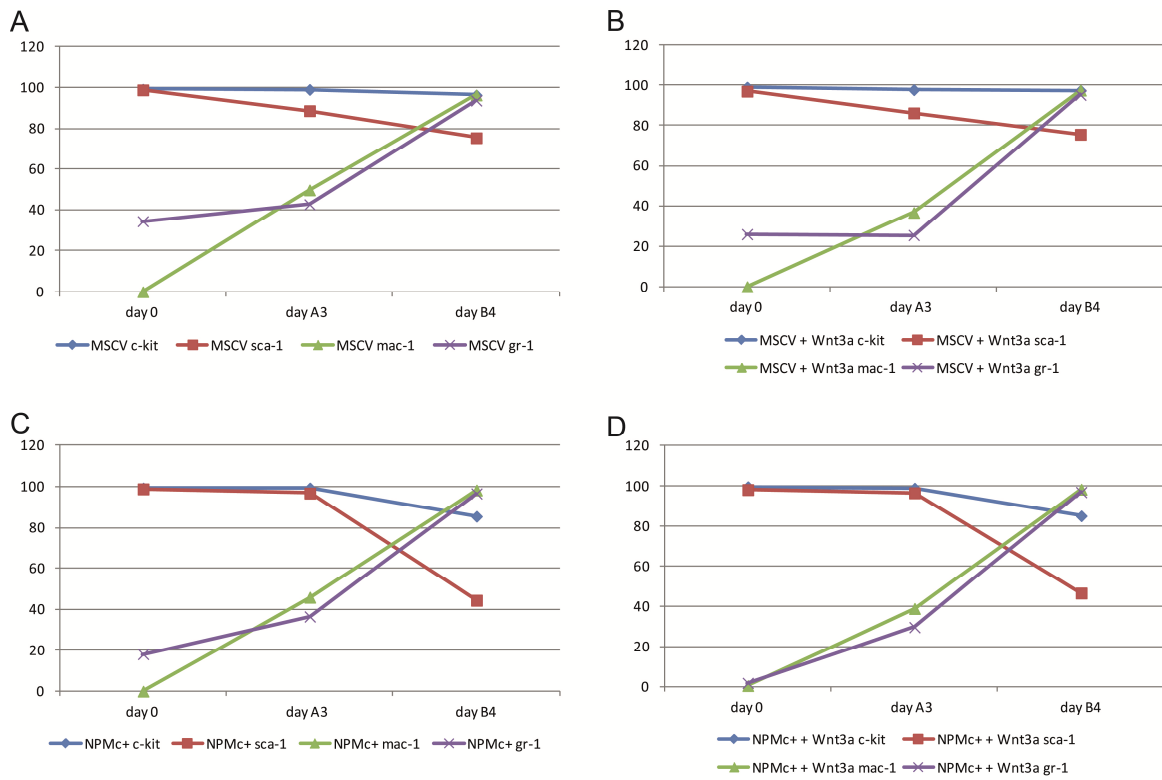 A
120
100
80
60
40
20
0
day 0 day A3 day B4
MSCV c-kit MSCV sca-1 MSCV mac-1 MSCV gr-1
B
120
100
80
60
40
20
0
day 0 day A3 day B4
MSCV + Wnt3a c-kit MSCV + Wnt3a sca-1
MSCV + Wnt3a mac-1 MSCV + Wnt3a gr-1
C
120
100
80
60
40
20
0
day 0 day A3 day B4
NPMc+ c-kit NPMc+ sca-1 NPMc+ mac-1 NPMc+ gr-1
D
120
100
80
60
40
20
0
day 0 day A3 day B4
NPMc+ + Wnt3a c-kit NPMc+ + Wnt3a sca-1
NPMc+ + Wnt3a mac-1 NPMc+ + Wnt3a gr-1